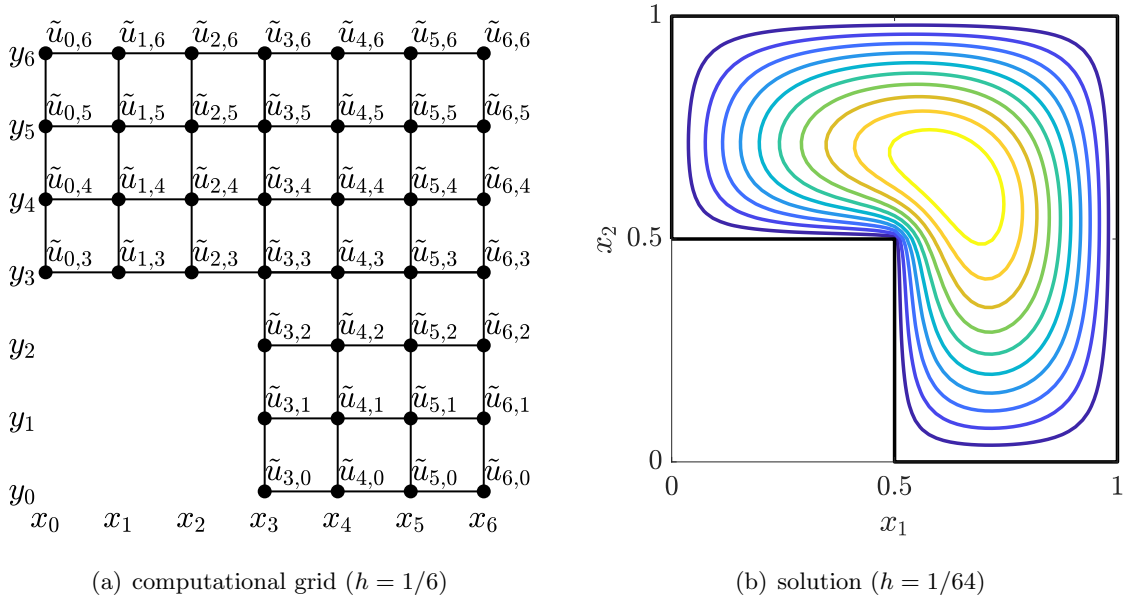 ũ₀,₆ ũ₁,₆ ũ₂,₆ ũ₃,₆ ũ₄,₆ ũ₅,₆ ũ₆,₆
y₆
ũ₀,₅ ũ₁,₅ ũ₂,₅ ũ₃,₅ ũ₄,₅ ũ₅,₅ ũ₆,₅
y₅
ũ₀,₄ ũ₁,₄ ũ₂,₄ ũ₃,₄ ũ₄,₄ ũ₅,₄ ũ₆,₄
y₄
ũ₀,₃ ũ₁,₃ ũ₂,₃ ũ₃,₃ ũ₄,₃ ũ₅,₃ ũ₆,₃
y₃
ũ₃,₂ ũ₄,₂ ũ₅,₂ ũ₆,₂
y₂
ũ₃,₁ ũ₄,₁ ũ₅,₁ ũ₆,₁
y₁
ũ₃,₀ ũ₄,₀ ũ₅,₀ ũ₆,₀
y₀
x₀ x₁ x₂ x₃ x₄ x₅ x₆
(a) computational grid (h = 1/6)
1
x₂ 0.5
0
0 0.5 1
x₁
(b) solution (h = 1/64)